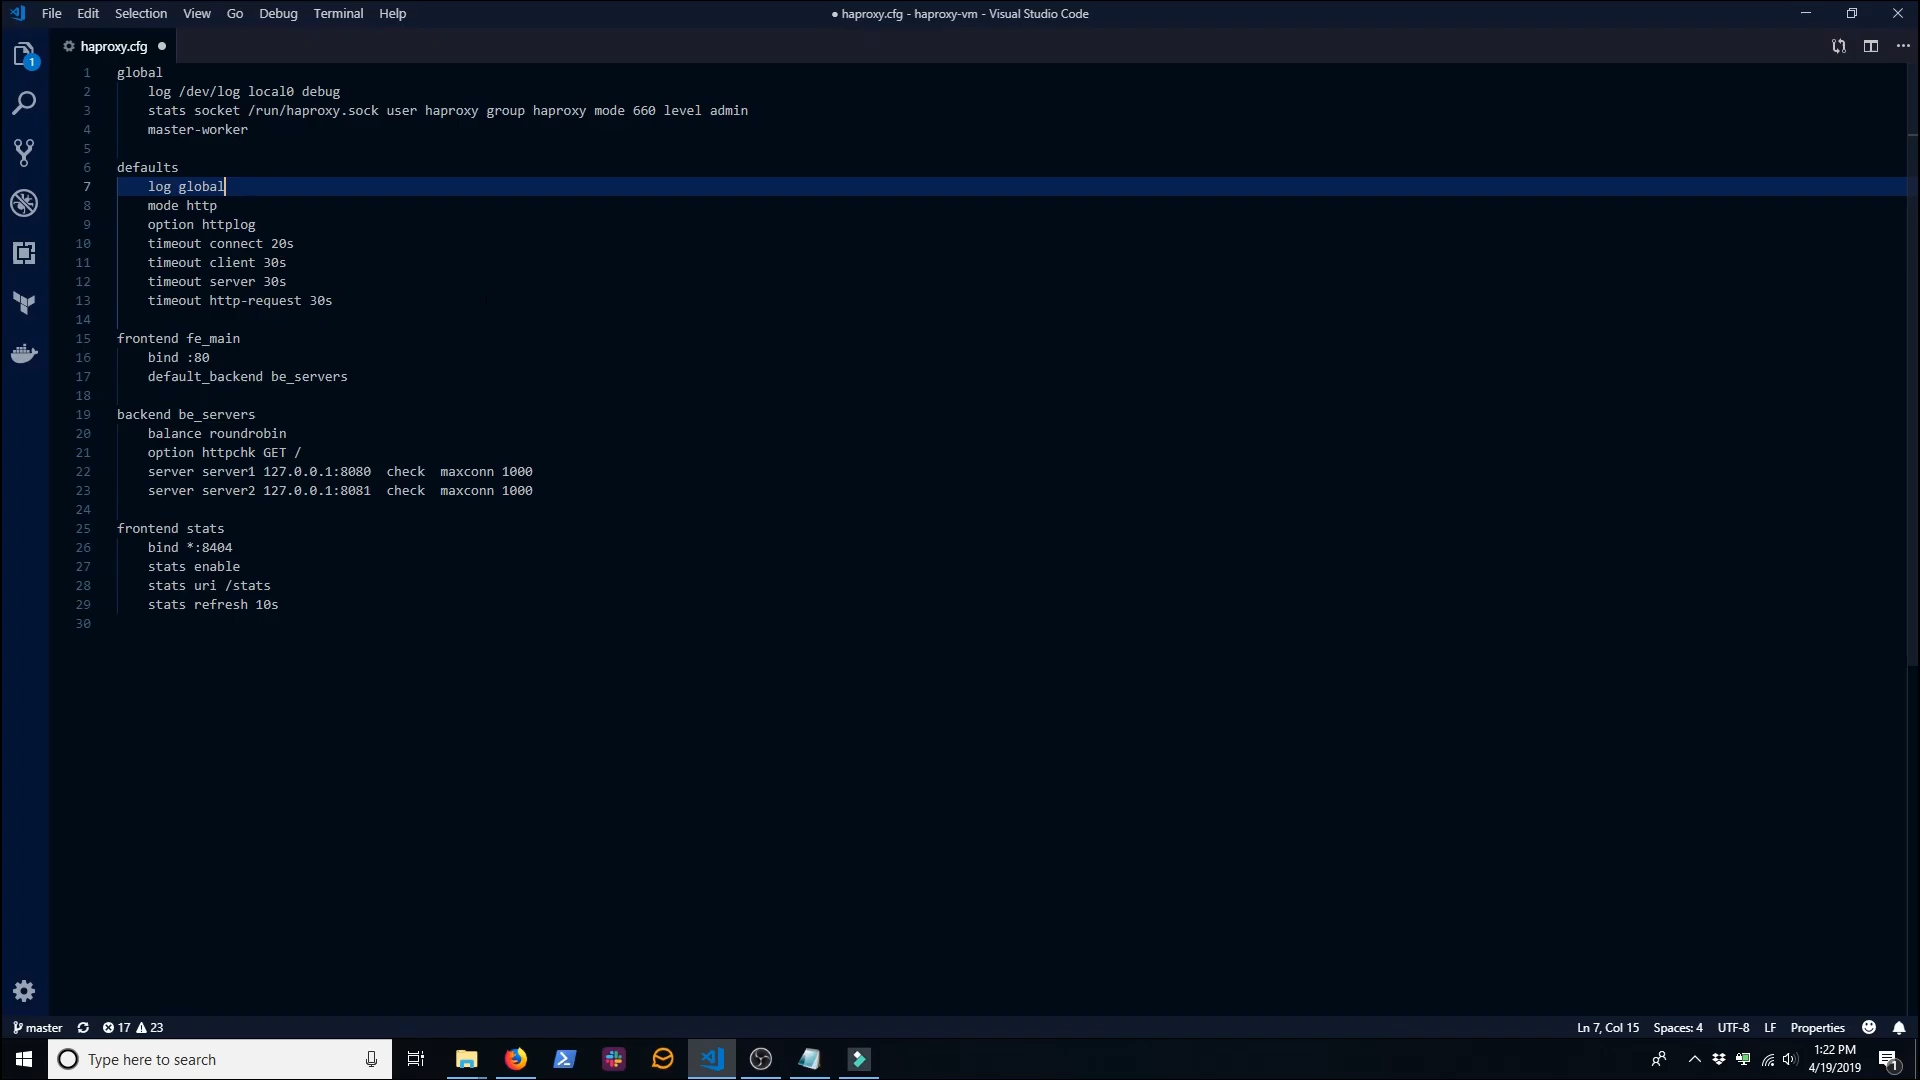 File Edit Selection View Go Debug Terminal Help
● haproxy.cfg - haproxy-vm - Visual Studio Code
haproxy.cfg
1 global
2 log /dev/log local0 debug
3 stats socket /run/haproxy.sock user haproxy group haproxy mode 660 level admin
4 master-worker
5
6 defaults
7 log global
8 mode http
9 option httplog
10 timeout connect 20s
11 timeout client 30s
12 timeout server 30s
13 timeout http-request 30s
14
15 frontend fe_main
16 bind :80
17 default_backend be_servers
18
19 backend be_servers
20 balance roundrobin
21 option httpchk GET /
22 server server1 127.0.0.1:8080  check  maxconn 1000
23 server server2 127.0.0.1:8081  check  maxconn 1000
24
25 frontend stats
26 bind *:8404
27 stats enable
28 stats uri /stats
29 stats refresh 10s
30
1
master 17 23 Ln 7, Col 15 Spaces: 4 UTF-8 LF Properties
Type here to search
1:22 PM
4/19/2019
1